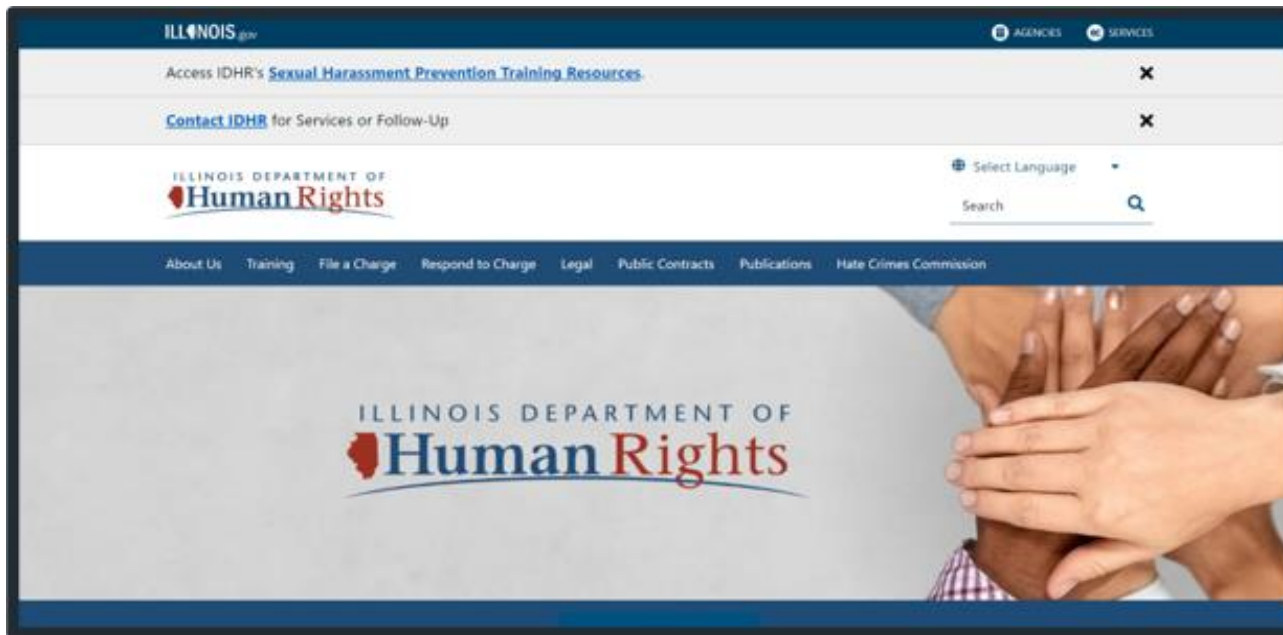 ILLINOIS.gov
AGENCIES SERVICES
Access IDHR's Sexual Harassment Prevention Training Resources.
Contact IDHR for Services or Follow-Up
Select Language
ILLINOIS DEPARTMENT OF
Human Rights
Search
About Us Training File a Charge Respond to Charge Legal Public Contracts Publications Hate Crimes Commission
ILLINOIS DEPARTMENT OF
Human Rights